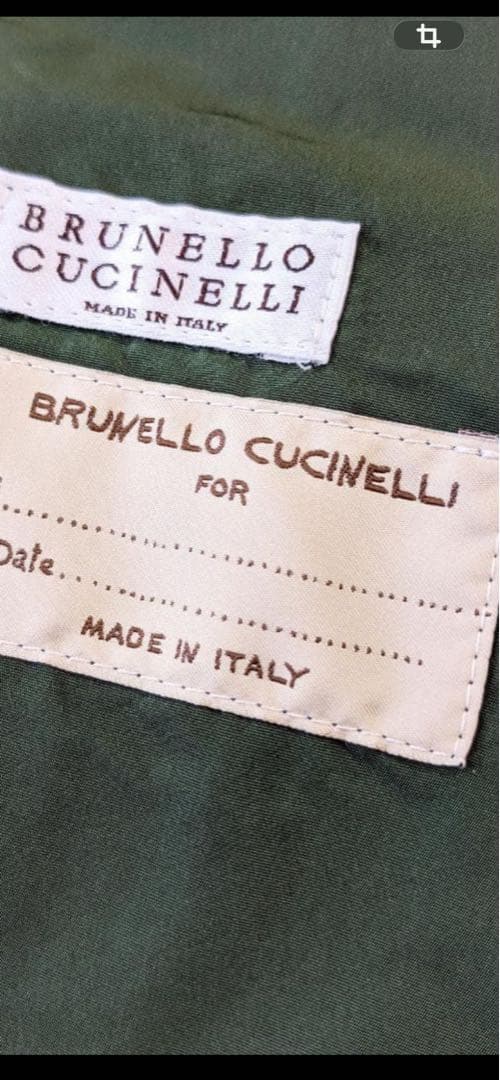 BRUNELLO
CUCINELLI
MADE IN ITALY
BRUNELLO CUCINELLI
FOR
Date
MADE IN ITALY